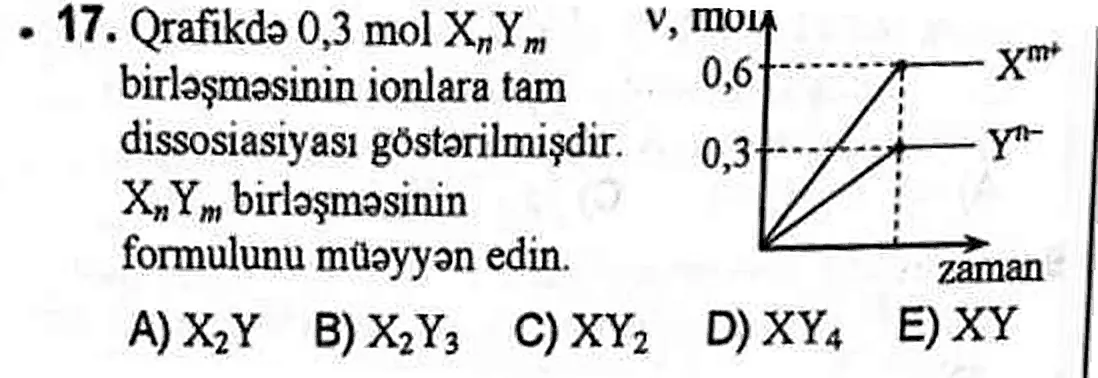 17. Qrafikdə 0,3 mol XₙYₘ
birləşməsinin ionlara tam
dissosiasiyası göstərilmişdir.
XₙYₘ birləşməsinin
formulunu müəyyən edin.
ν, mol
0,6
Xᵐ⁺
0,3
Yⁿ⁻
zaman
A) X₂Y B) X₂Y₃ C) XY₂ D) XY₄ E) XY